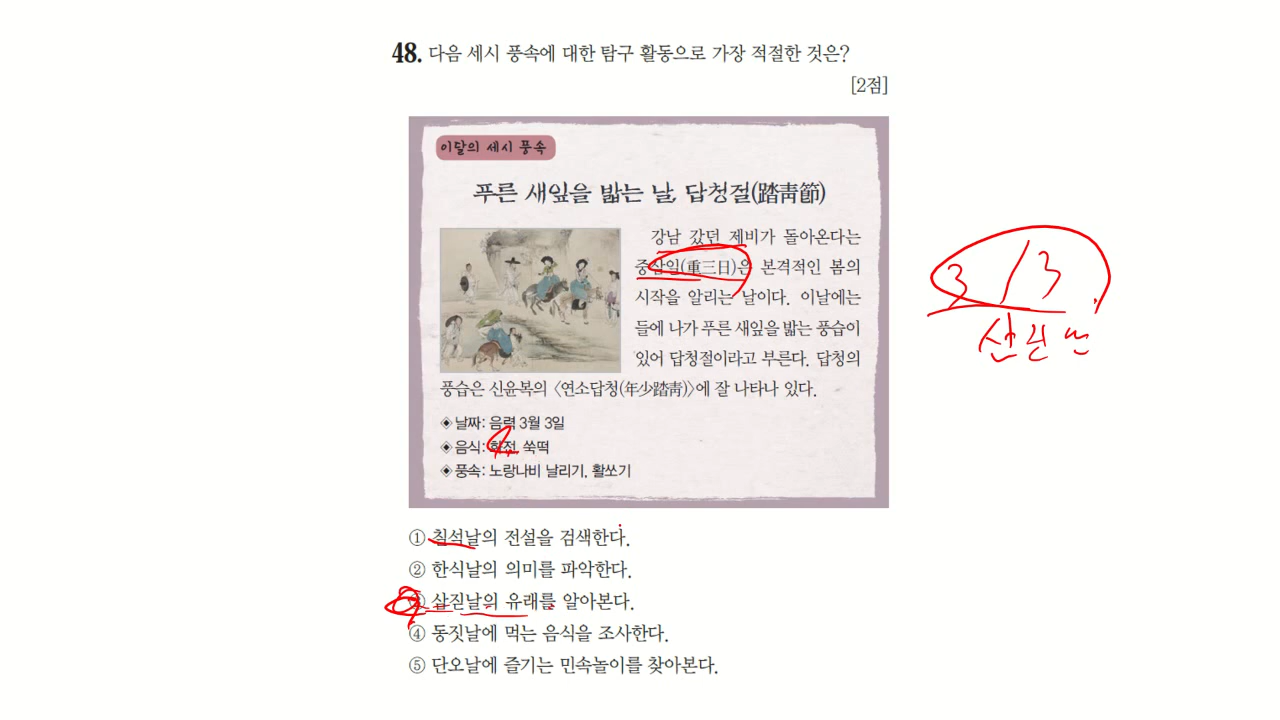 48. 다음 세시 풍속에 대한 탐구 활동으로 가장 적절한 것은?
[2점]
이달의 세시 풍속
푸른 새잎을 밟는 날, 답청절(踏靑節)
강남 갔던 제비가 돌아온다는
중삼일(重三日)은 본격적인 봄의
시작을 알리는 날이다. 이날에는
들에 나가 푸른 새잎을 밟는 풍습이
있어 답청절이라고 부른다. 답청의
풍습은 신윤복의 〈연소답청(年少踏靑)〉에 잘 나타나 있다.
◈날짜: 음력 3월 3일
◈음식: 화전, 쑥떡
◈풍속: 노랑나비 날리기, 활쏘기
3/3
① 칠석날의 전설을 검색한다.
② 한식날의 의미를 파악한다.
③ 삼짇날의 유래를 알아본다.
④ 동짓날에 먹는 음식을 조사한다.
⑤ 단오날에 즐기는 민속놀이를 찾아본다.